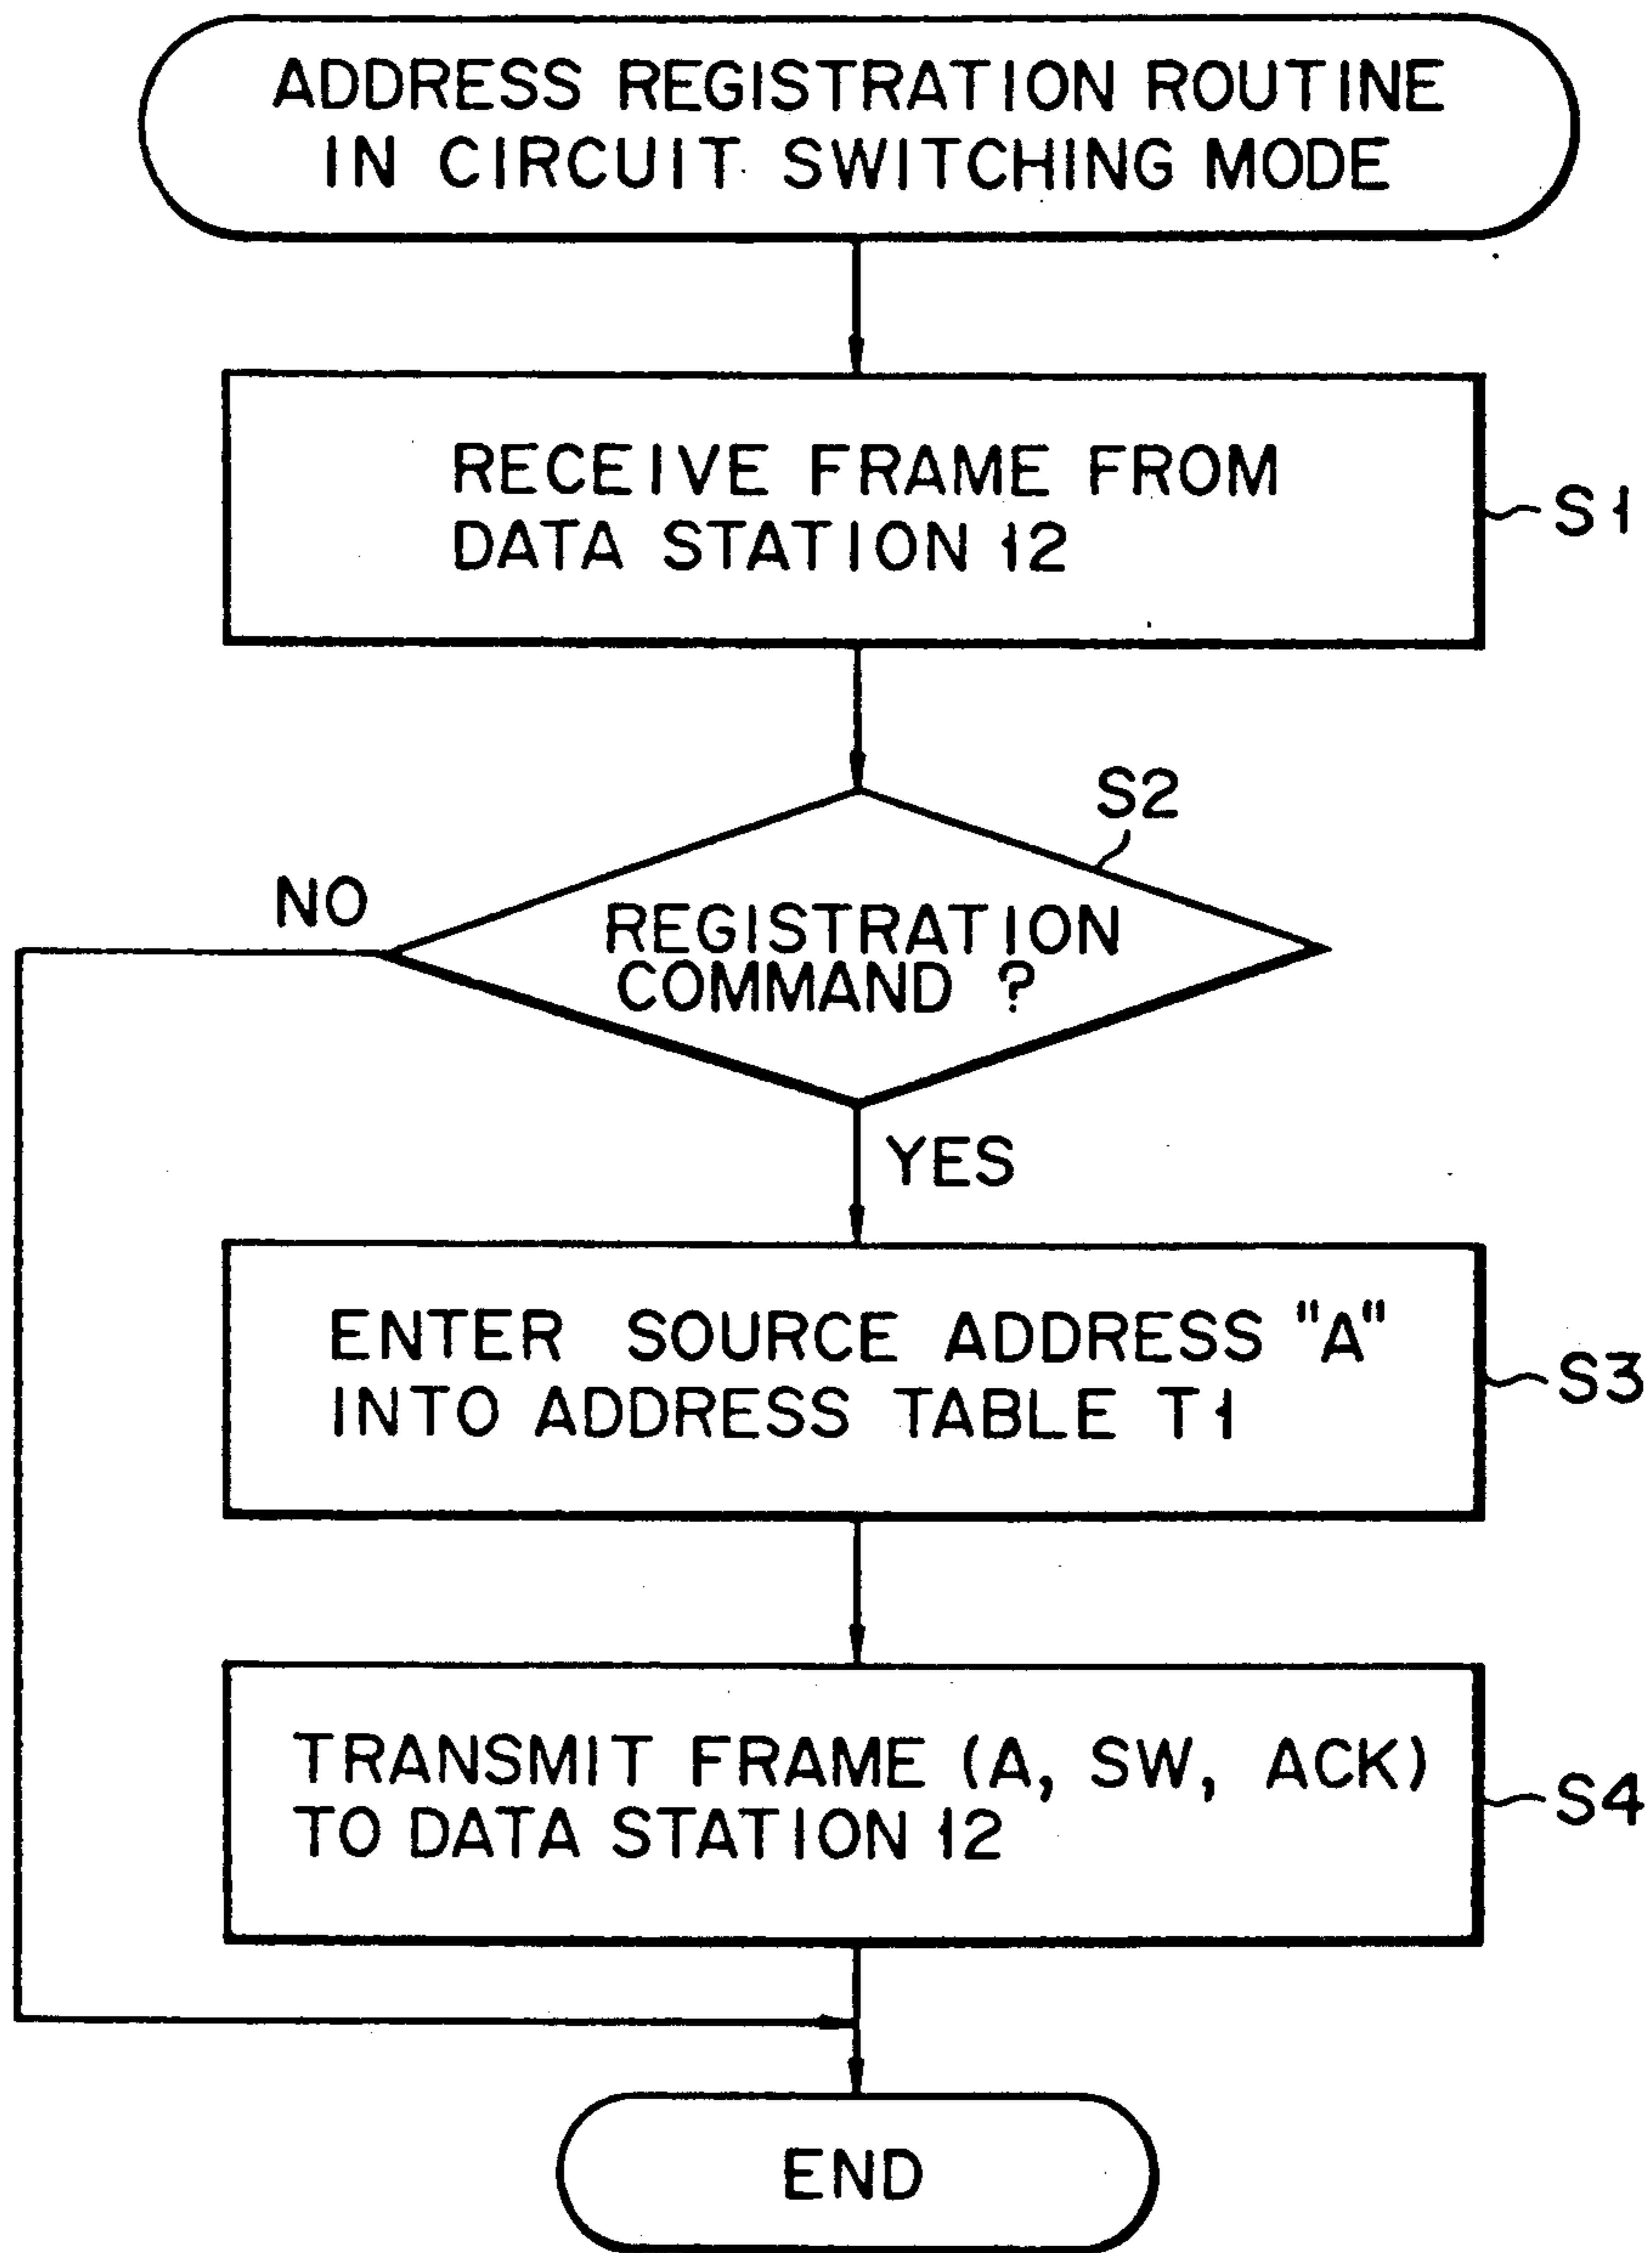 ADDRESS REGISTRATION ROUTINE
IN CIRCUIT SWITCHING MODE
RECEIVE FRAME FROM
DATA STATION 12
S1
S2
NO
REGISTRATION
COMMAND ?
YES
ENTER SOURCE ADDRESS "A"
INTO ADDRESS TABLE T1
S3
TRANSMIT FRAME (A, SW, ACK)
TO DATA STATION 12
S4
END